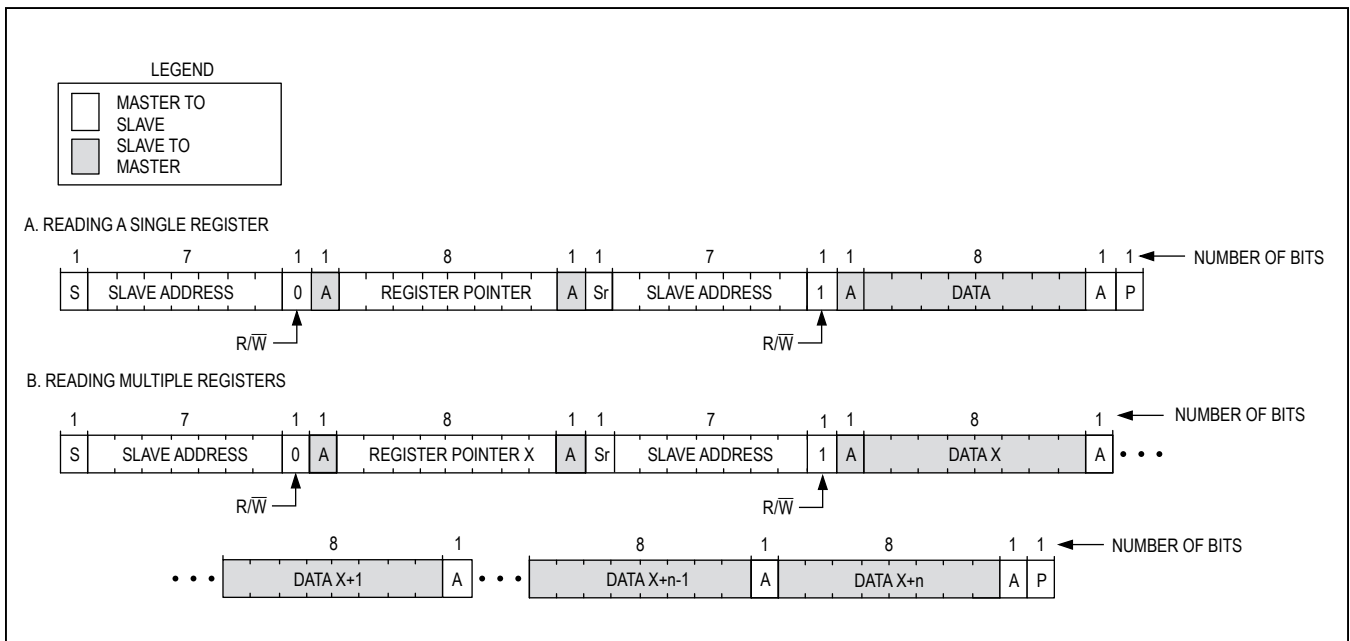 LEGEND
MASTER TO
SLAVE
SLAVE TO
MASTER
A. READING A SINGLE REGISTER
1 7 1 1 8 1 1 7 1 1 8 1 1 NUMBER OF BITS
S SLAVE ADDRESS 0 A REGISTER POINTER A Sr SLAVE ADDRESS 1 A DATA A P
R/W̅ R/W̅
B. READING MULTIPLE REGISTERS
1 7 1 1 8 1 1 7 1 1 8 1 NUMBER OF BITS
S SLAVE ADDRESS 0 A REGISTER POINTER X A Sr SLAVE ADDRESS 1 A DATA X A • • •
R/W̅ R/W̅
8 1 8 1 8 1 1 NUMBER OF BITS
• • • DATA X+1 A • • • DATA X+n-1 A DATA X+n A P